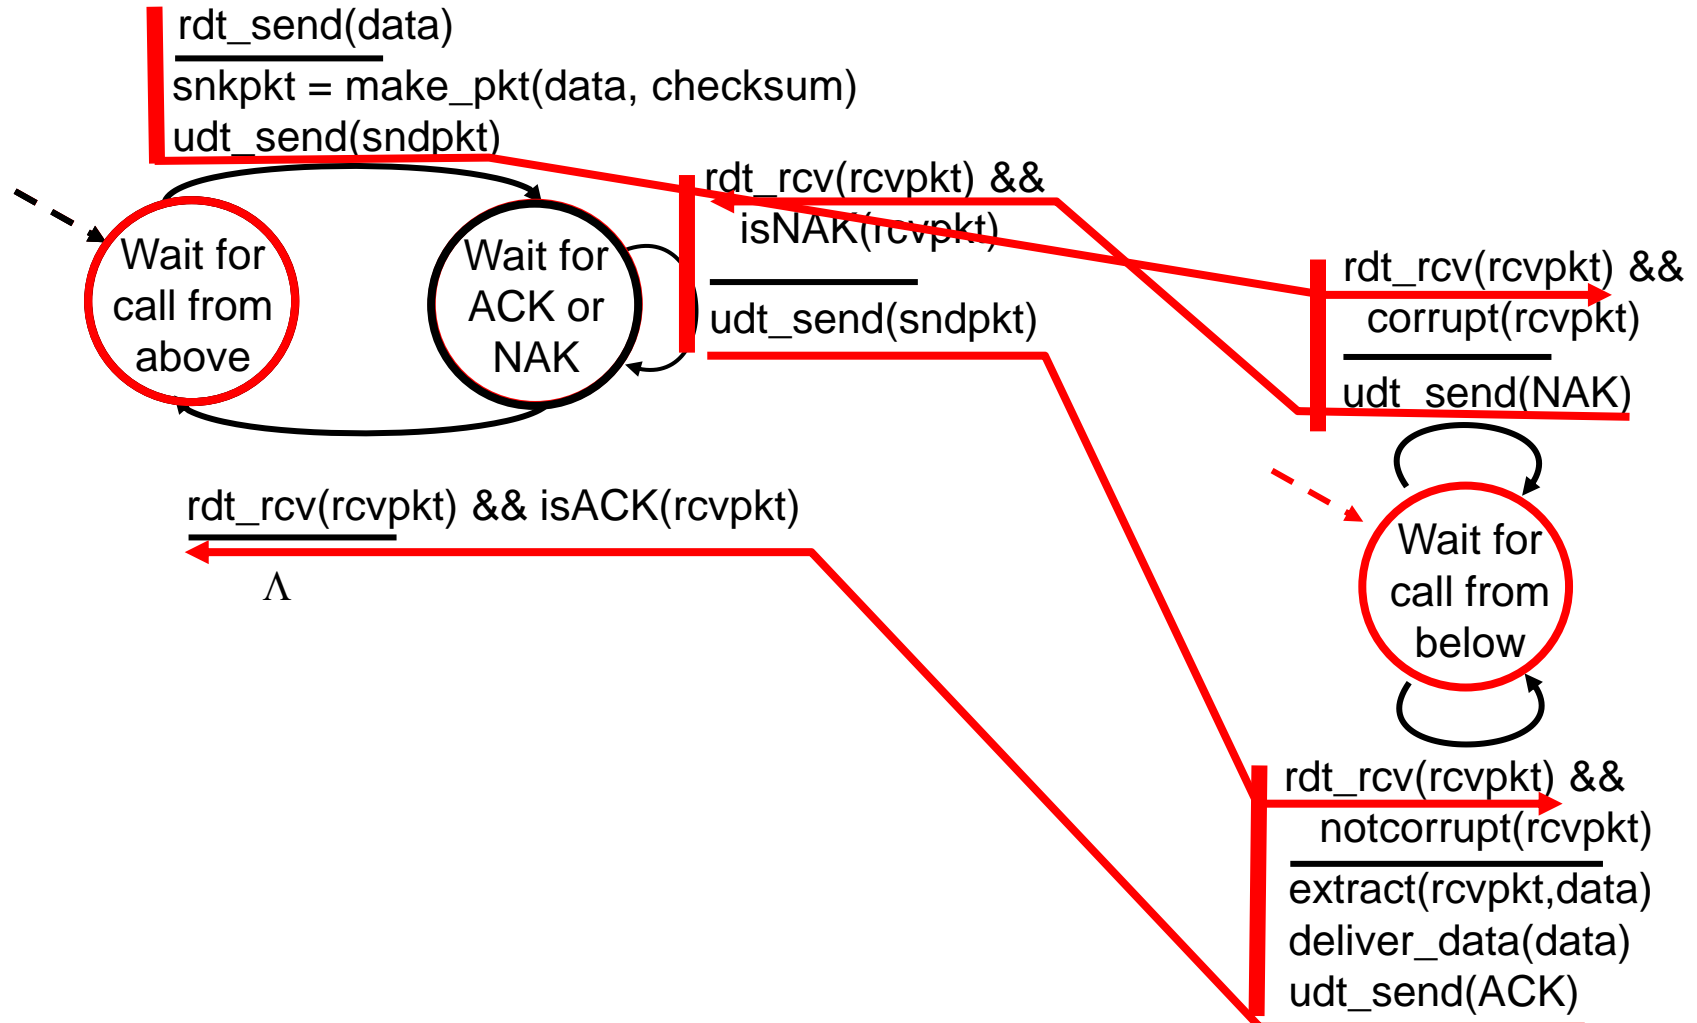 rdt_send(data)
snkpkt = make_pkt(data, checksum)
udt_send(sndpkt)
Wait for
call from
above
Wait for
ACK or
NAK
rdt_rcv(rcvpkt) &&
isNAK(rcvpkt)
udt_send(sndpkt)
rdt_rcv(rcvpkt) && isACK(rcvpkt)
Λ
rdt_rcv(rcvpkt) &&
corrupt(rcvpkt)
udt_send(NAK)
Wait for
call from
below
rdt_rcv(rcvpkt) &&
notcorrupt(rcvpkt)
extract(rcvpkt,data)
deliver_data(data)
udt_send(ACK)